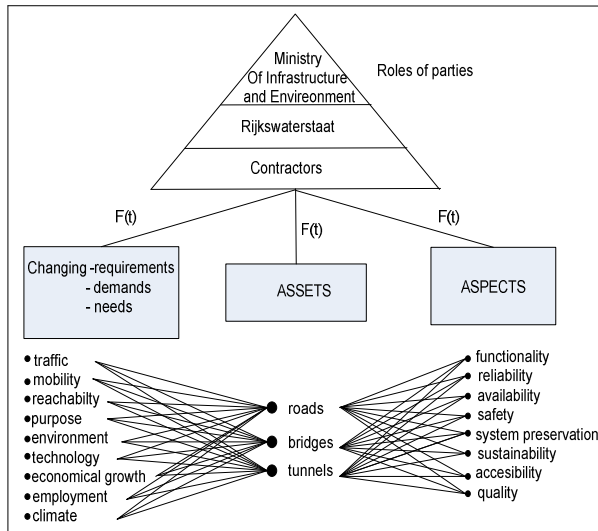 Ministry
Of Infrastructure
and Envireonment
Roles of parties
Rijkswaterstaat
Contractors
F(t)
F(t)
F(t)
Changing -requirements
- demands
- needs
ASSETS
ASPECTS
• traffic
• mobility
• reachabilty
• purpose
• environment
• technology
• economical growth
• employment
• climate
roads
bridges
tunnels
functionality
reliability
availability
safety
system preservation
sustainability
accesibility
quality